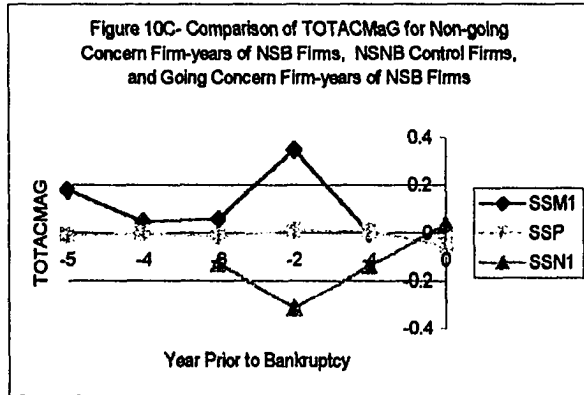 Figure 10C- Comparison of TOTACMaG for Non-going
Concern Firm-years of NSB Firms, NSNB Control Firms,
and Going Concern Firm-years of NSB Firms
TOTACMAG
0.4
0.2
0
-0.2
-0.4
-5
-4
-3
-2
0
SSM1
SSP
SSN1
Year Prior to Bankruptcy